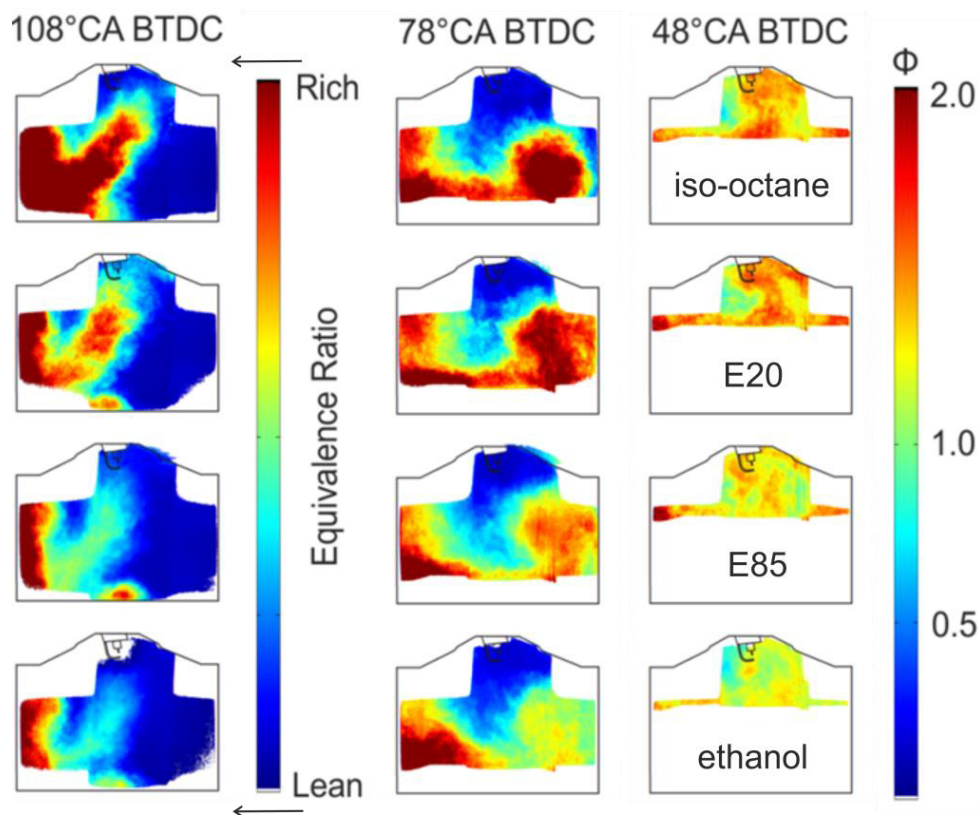 108°CA BTDC
78°CA BTDC
48°CA BTDC
Φ
Rich
2.0
iso-octane
E20
Equivalence Ratio
1.0
E85
0.5
ethanol
Lean